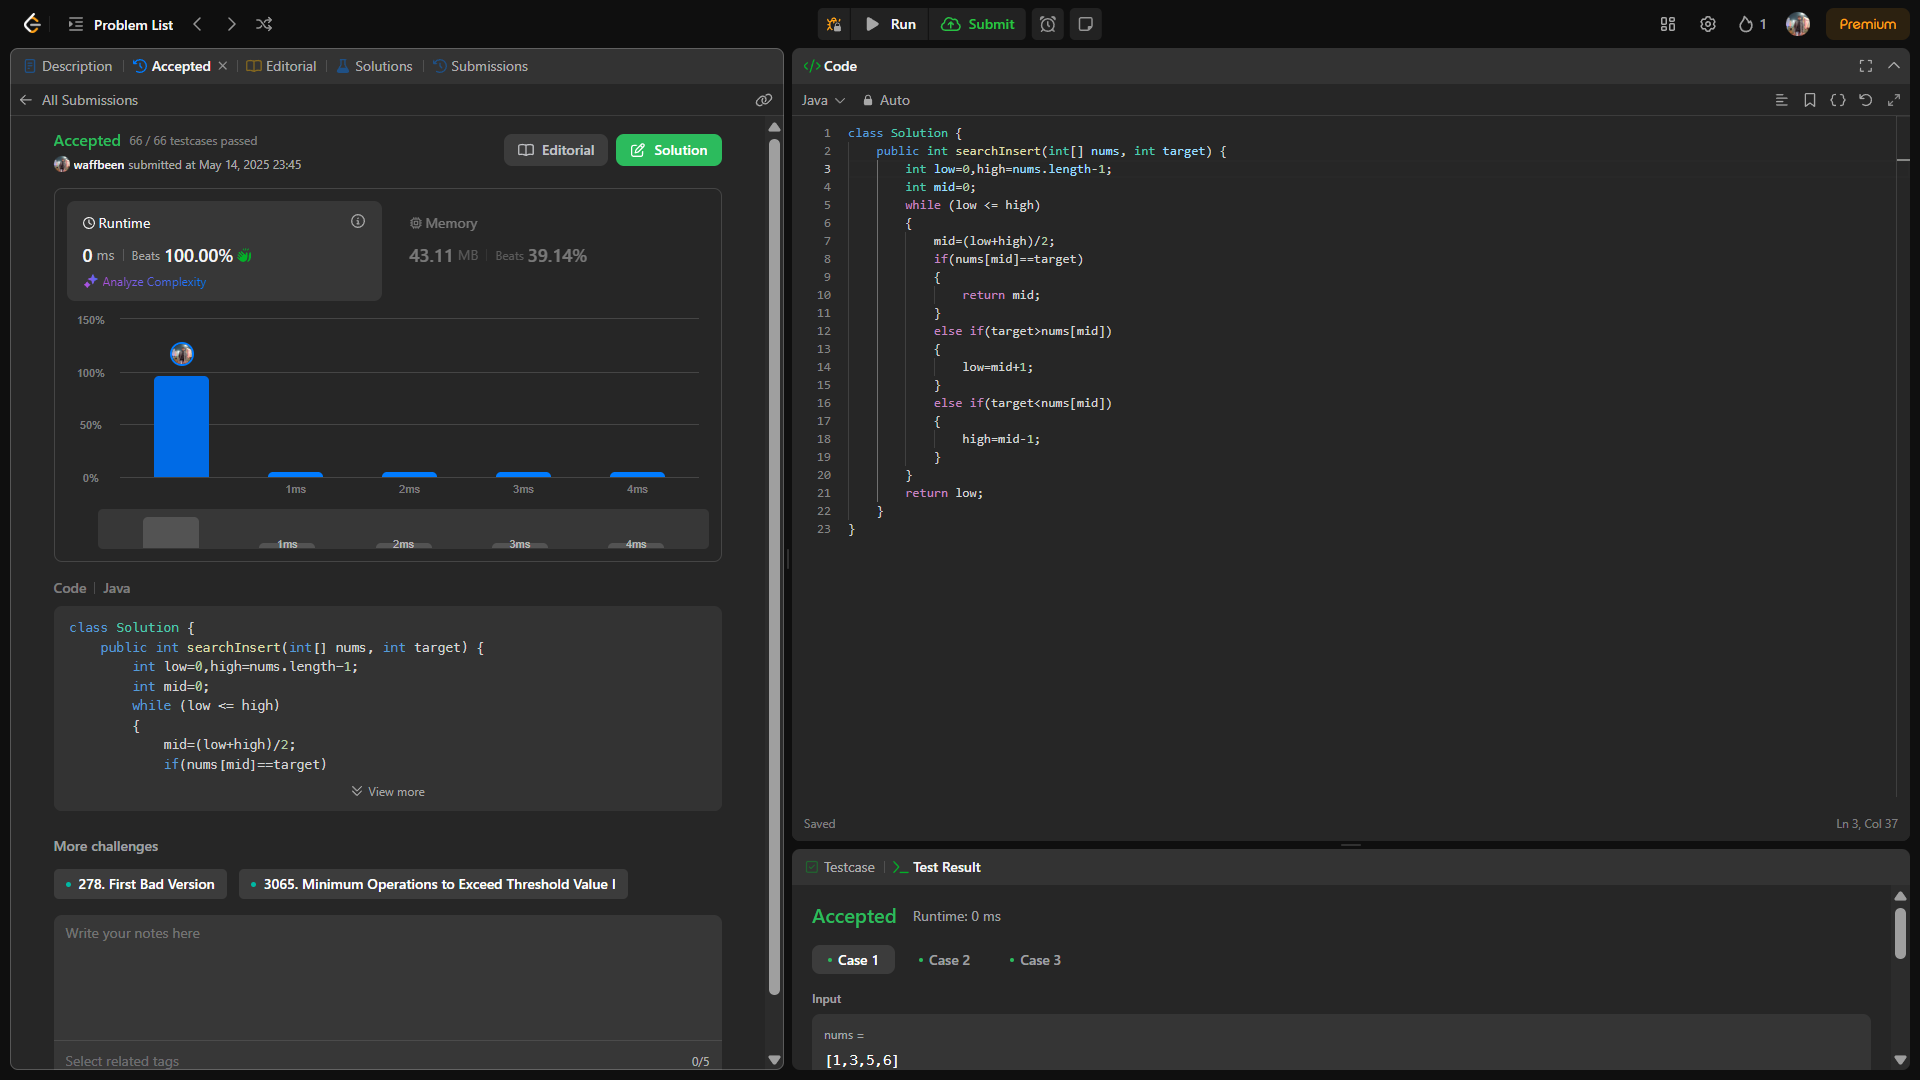 Problem List
Run
Submit
1
Premium
Description
Accepted
Editorial
Solutions
Submissions
All Submissions
Accepted 66 / 66 testcases passed
waffbeen submitted at May 14, 2025 23:45
Editorial
Solution
Runtime
0 ms Beats 100.00%
Analyze Complexity
Memory
43.11 MB Beats 39.14%
150%
100%
50%
0%
1ms 2ms 3ms 4ms
1ms 2ms 3ms 4ms
Code Java
class Solution {
    public int searchInsert(int[] nums, int target) {
        int low=0,high=nums.length-1;
        int mid=0;
        while (low <= high)
        {
            mid=(low+high)/2;
            if(nums[mid]==target)
View more
More challenges
278. First Bad Version
3065. Minimum Operations to Exceed Threshold Value I
Write your notes here
Select related tags
0/5
</> Code
Java
Auto
1 class Solution {
2     public int searchInsert(int[] nums, int target) {
3         int low=0,high=nums.length-1;
4         int mid=0;
5         while (low <= high)
6         {
7             mid=(low+high)/2;
8             if(nums[mid]==target)
9             {
10                 return mid;
11             }
12             else if(target>nums[mid])
13             {
14                 low=mid+1;
15             }
16             else if(target<nums[mid])
17             {
18                 high=mid-1;
19             }
20         }
21         return low;
22     }
23 }
Saved
Ln 3, Col 37
Testcase
Test Result
Accepted Runtime: 0 ms
Case 1
Case 2
Case 3
Input
nums =
[1,3,5,6]